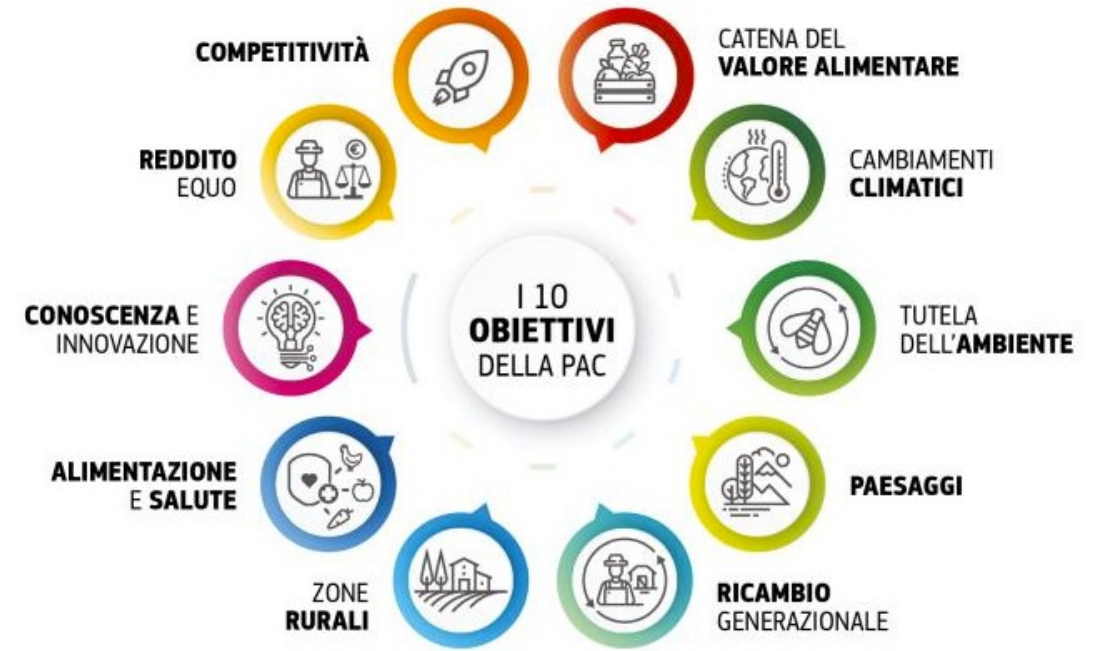 I 10
OBIETTIVI
DELLA PAC
COMPETITIVITÀ
CATENA DEL
VALORE ALIMENTARE
REDDITO
EQUO
CAMBIAMENTI
CLIMATICI
CONOSCENZA E
INNOVAZIONE
TUTELA
DELL'AMBIENTE
ALIMENTAZIONE
E SALUTE
PAESAGGI
ZONE
RURALI
RICAMBIO
GENERAZIONALE
€